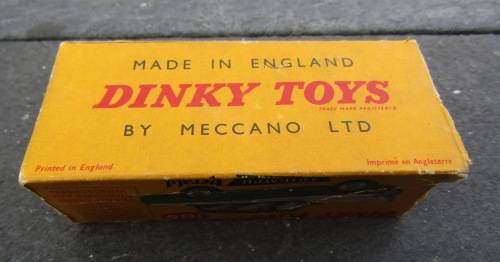 MADE IN ENGLAND
DINKY TOYS
TRADE MARK REGISTERED
BY MECCANO LTD
Printed in England
Imprimé en Angleterre